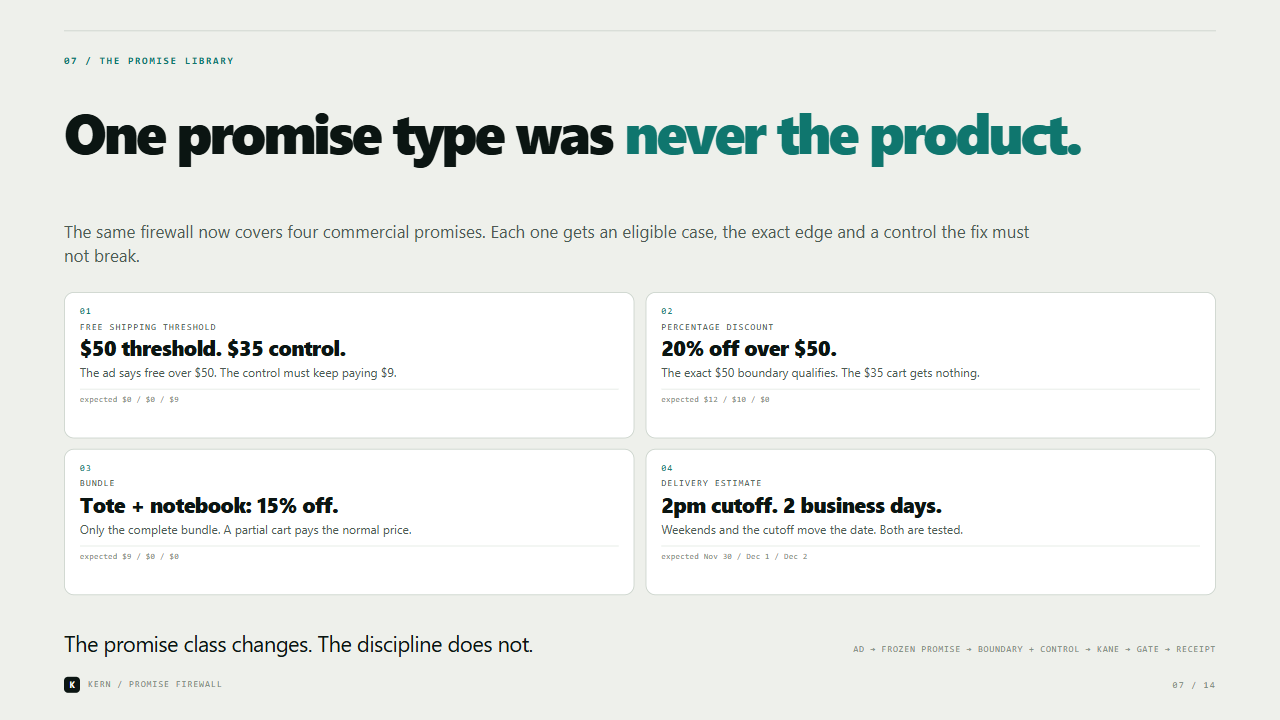 07 / THE PROMISE LIBRARY
One promise type was never the product.
The same firewall now covers four commercial promises. Each one gets an eligible case, the exact edge and a control the fix must
not break.
01
FREE SHIPPING THRESHOLD
$50 threshold. $35 control.
The ad says free over $50. The control must keep paying $9.
expected $0 / $0 / $9
02
PERCENTAGE DISCOUNT
20% off over $50.
The exact $50 boundary qualifies. The $35 cart gets nothing.
expected $12 / $10 / $0
03
BUNDLE
Tote + notebook: 15% off.
Only the complete bundle. A partial cart pays the normal price.
expected $9 / $0 / $0
04
DELIVERY ESTIMATE
2pm cutoff. 2 business days.
Weekends and the cutoff move the date. Both are tested.
expected Nov 30 / Dec 1 / Dec 2
The promise class changes. The discipline does not.
AD → FROZEN PROMISE → BOUNDARY + CONTROL → KANE → GATE → RECEIPT
K KERN / PROMISE FIREWALL
07 / 14